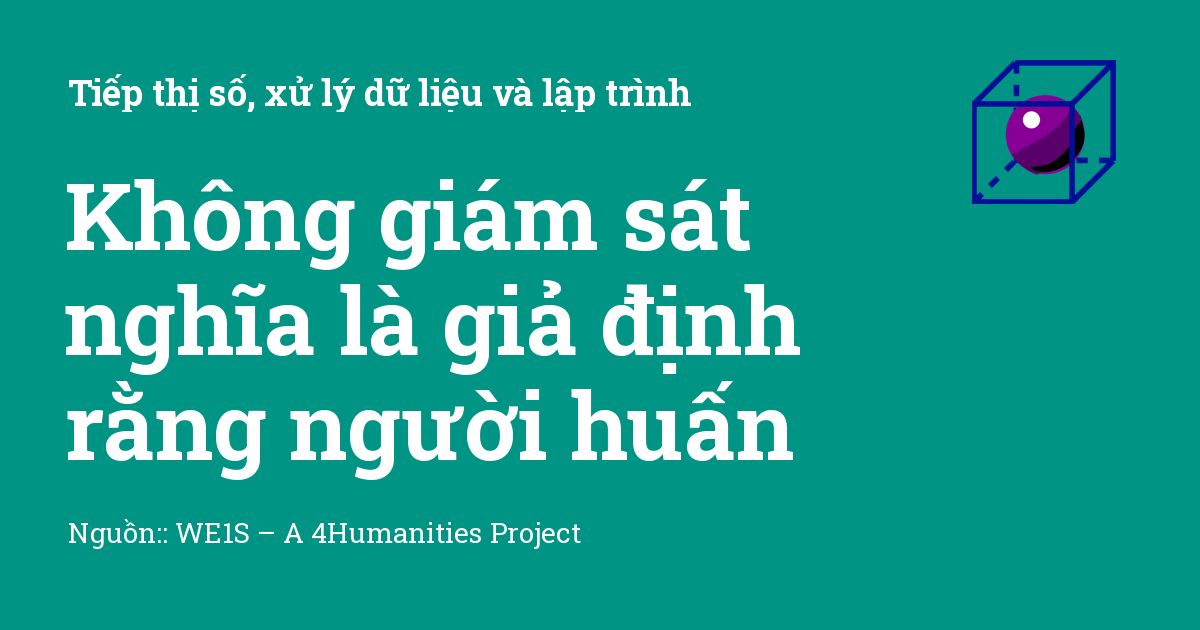 Tiếp thị số, xử lý dữ liệu và lập trình
Không giám sát
nghĩa là giả định
rằng người huấn
Nguồn:: WE1S – A 4Humanities Project